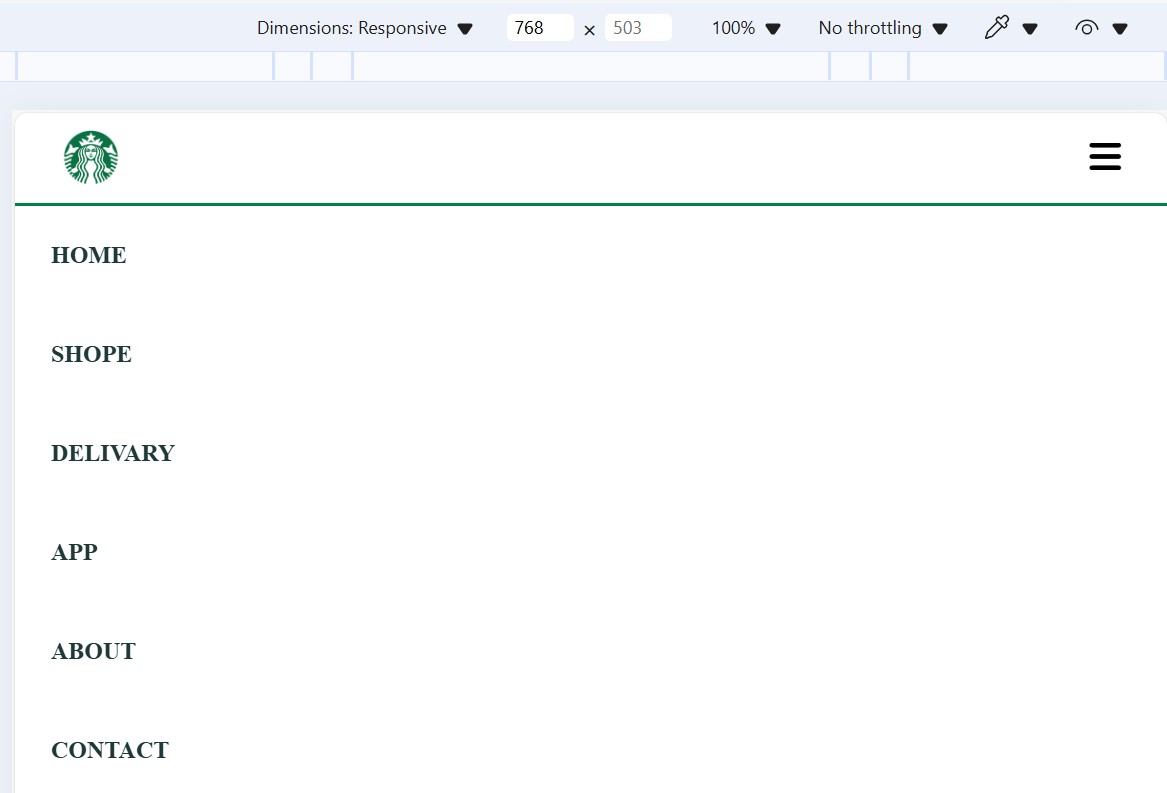 Dimensions: Responsive 768 × 503 100% No throttling
HOME
SHOPE
DELIVARY
APP
ABOUT
CONTACT